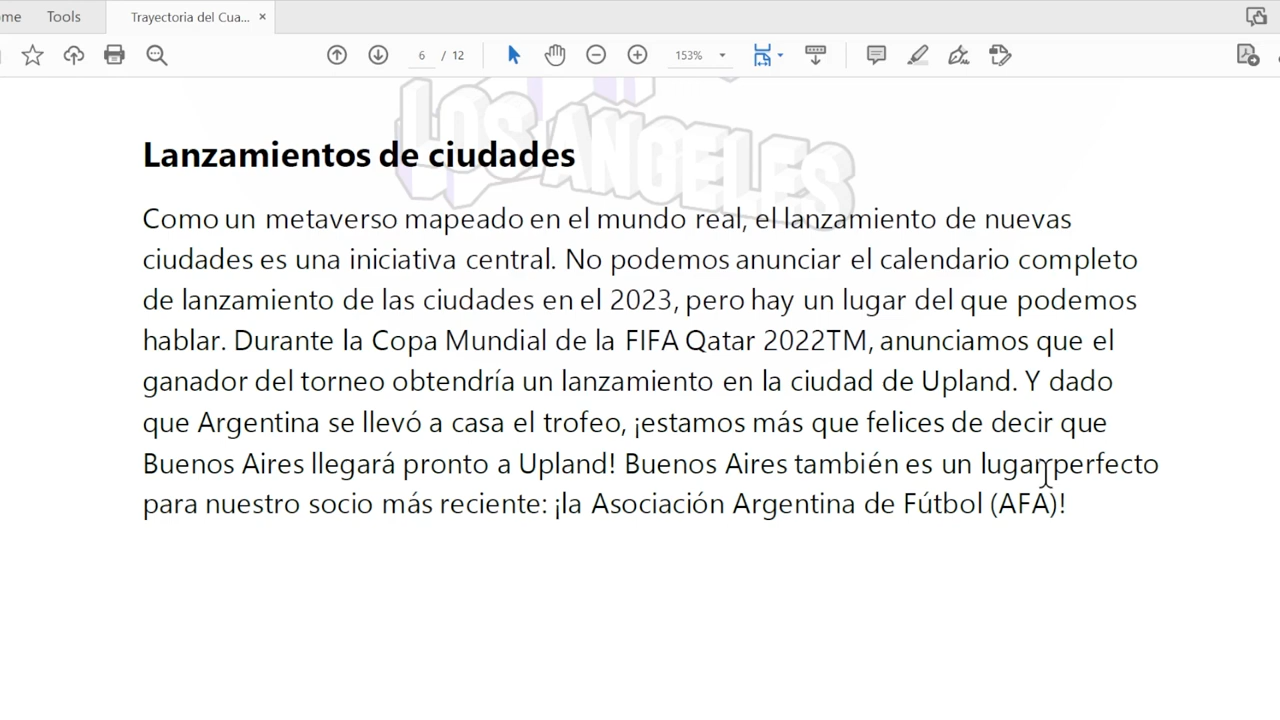 ome Tools Trayectoria del Cua... ×
6 / 12 153%
LOS ANGELES
Lanzamientos de ciudades
Como un metaverso mapeado en el mundo real, el lanzamiento de nuevas
ciudades es una iniciativa central. No podemos anunciar el calendario completo
de lanzamiento de las ciudades en el 2023, pero hay un lugar del que podemos
hablar. Durante la Copa Mundial de la FIFA Qatar 2022TM, anunciamos que el
ganador del torneo obtendría un lanzamiento en la ciudad de Upland. Y dado
que Argentina se llevó a casa el trofeo, ¡estamos más que felices de decir que
Buenos Aires llegará pronto a Upland! Buenos Aires también es un lugar perfecto
para nuestro socio más reciente: ¡la Asociación Argentina de Fútbol (AFA)!